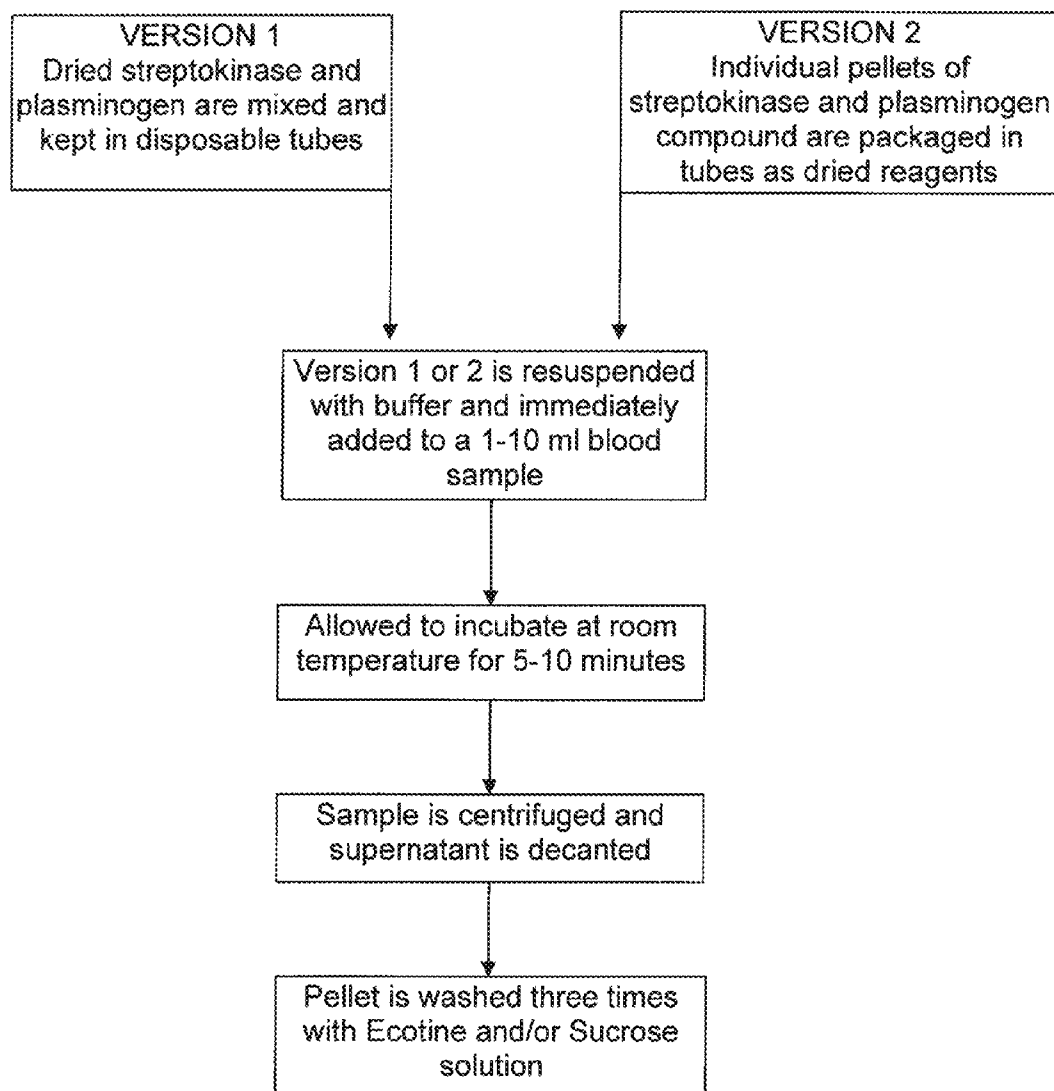 VERSION 1
Dried streptokinase and
plasminogen are mixed and
kept in disposable tubes
VERSION 2
Individual pellets of
streptokinase and plasminogen
compound are packaged in
tubes as dried reagents
Version 1 or 2 is resuspended
with buffer and immediately
added to a 1-10 ml blood
sample
Allowed to incubate at room
temperature for 5-10 minutes
Sample is centrifuged and
supernatant is decanted
Pellet is washed three times
with Ecotine and/or Sucrose
solution